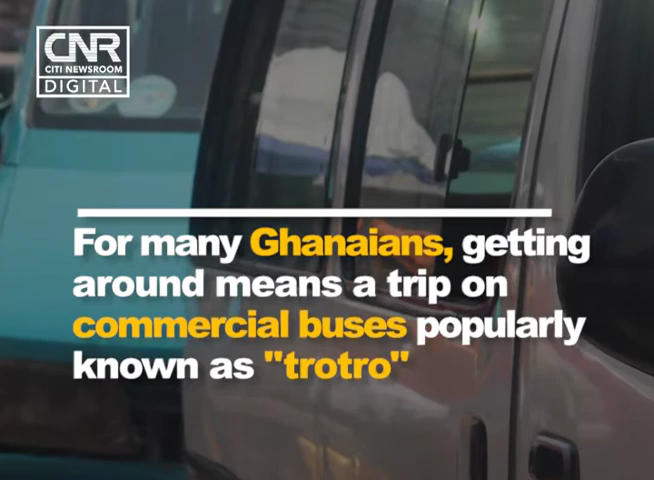 CNR
CITI NEWSROOM
DIGITAL
For many Ghanaians, getting
around means a trip on
commercial buses popularly
known as "trotro"